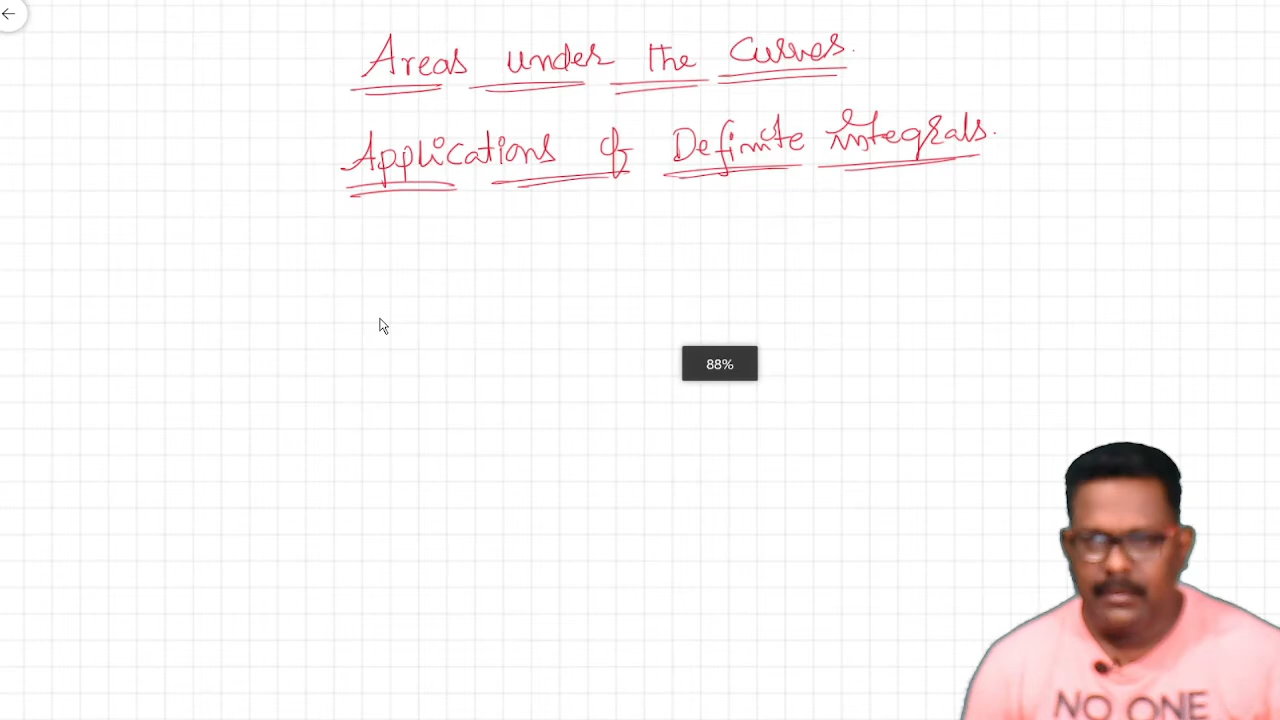 Areas under the Curves.
Applications of Definite integrals.
88%
NO ONE